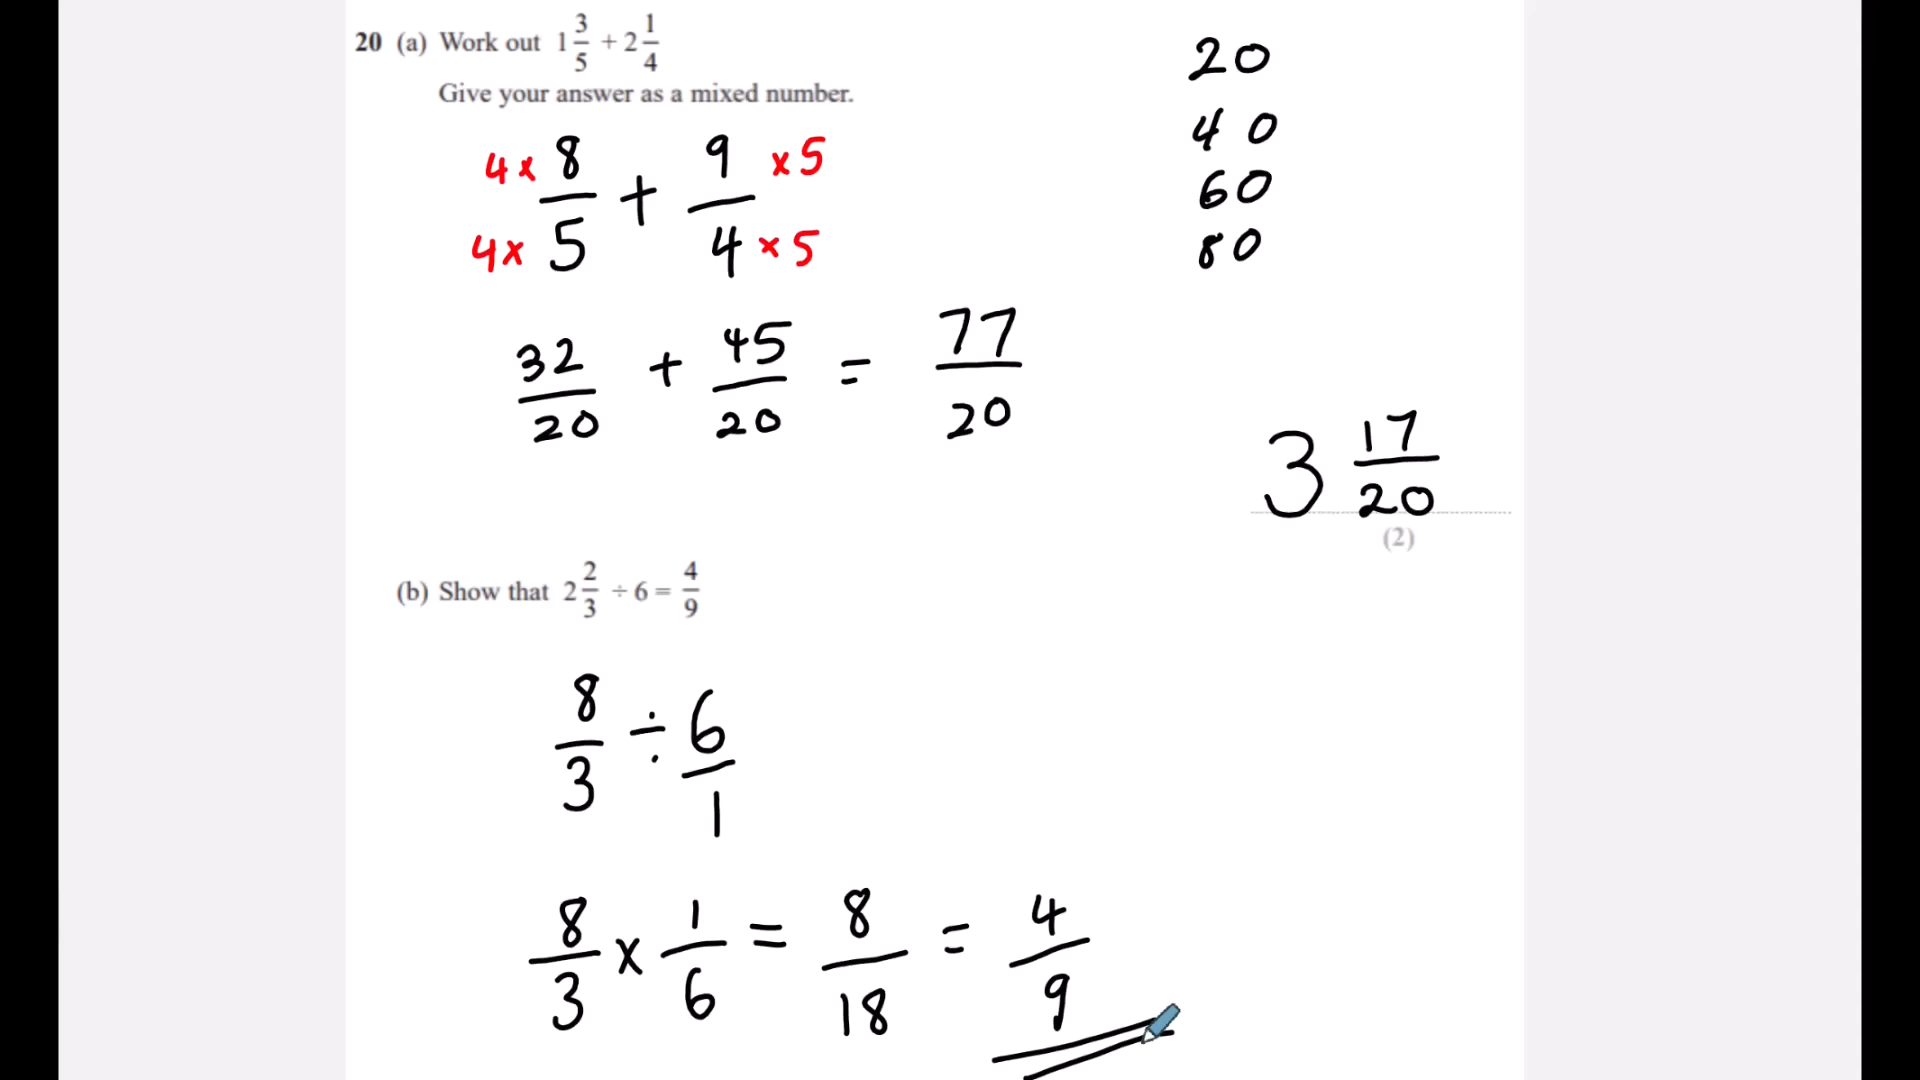 20 (a) Work out 1 3/5 + 2 1/4
Give your answer as a mixed number.
4 × 8/4 × 5 + 9 × 5/4 × 5
32/20 + 45/20 = 77/20
20
40
60
80
3 17/20
(2)
(b) Show that 2 2/3 ÷ 6 = 4/9
8/3 ÷ 6/1
8/3 × 1/6 = 8/18 = 4/9